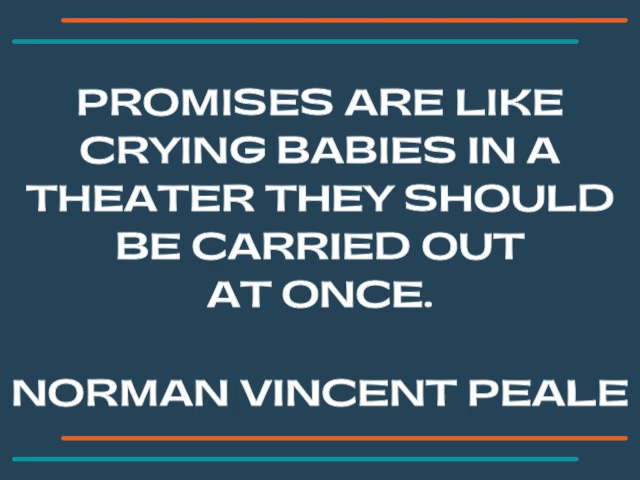 PROMISES ARE LIKE
CRYING BABIES IN A
THEATER THEY SHOULD
BE CARRIED OUT
AT ONCE.
NORMAN VINCENT PEALE